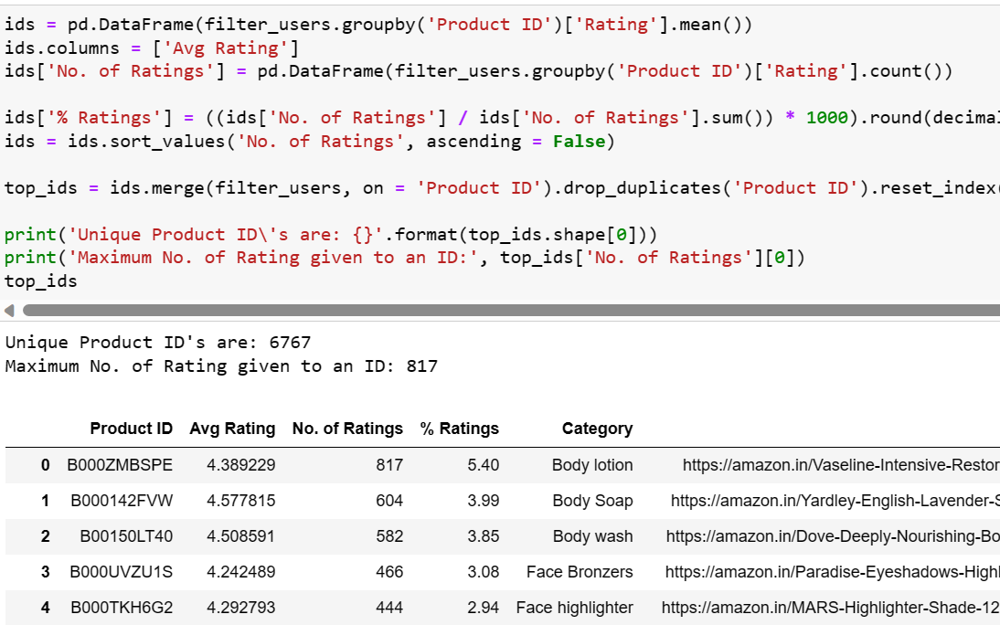 ids = pd.DataFrame(filter_users.groupby('Product ID')['Rating'].mean())
ids.columns = ['Avg Rating']
ids['No. of Ratings'] = pd.DataFrame(filter_users.groupby('Product ID')['Rating'].count())
ids['% Ratings'] = ((ids['No. of Ratings'] / ids['No. of Ratings'].sum()) * 1000).round(decimal
ids = ids.sort_values('No. of Ratings', ascending = False)
top_ids = ids.merge(filter_users, on = 'Product ID').drop_duplicates('Product ID').reset_index(
print('Unique Product ID\'s are: {}'.format(top_ids.shape[0]))
print('Maximum No. of Rating given to an ID:', top_ids['No. of Ratings'][0])
top_ids
Unique Product ID's are: 6767
Maximum No. of Rating given to an ID: 817
Product ID Avg Rating No. of Ratings % Ratings Category
0 B000ZMBSPE 4.389229 817 5.40 Body lotion https://amazon.in/Vaseline-Intensive-Restor
1 B000142FVW 4.577815 604 3.99 Body Soap https://amazon.in/Yardley-English-Lavender-S
2 B00150LT40 4.508591 582 3.85 Body wash https://amazon.in/Dove-Deeply-Nourishing-Bo
3 B000UVZU1S 4.242489 466 3.08 Face Bronzers https://amazon.in/Paradise-Eyeshadows-Highl
4 B000TKH6G2 4.292793 444 2.94 Face highlighter https://amazon.in/MARS-Highlighter-Shade-12